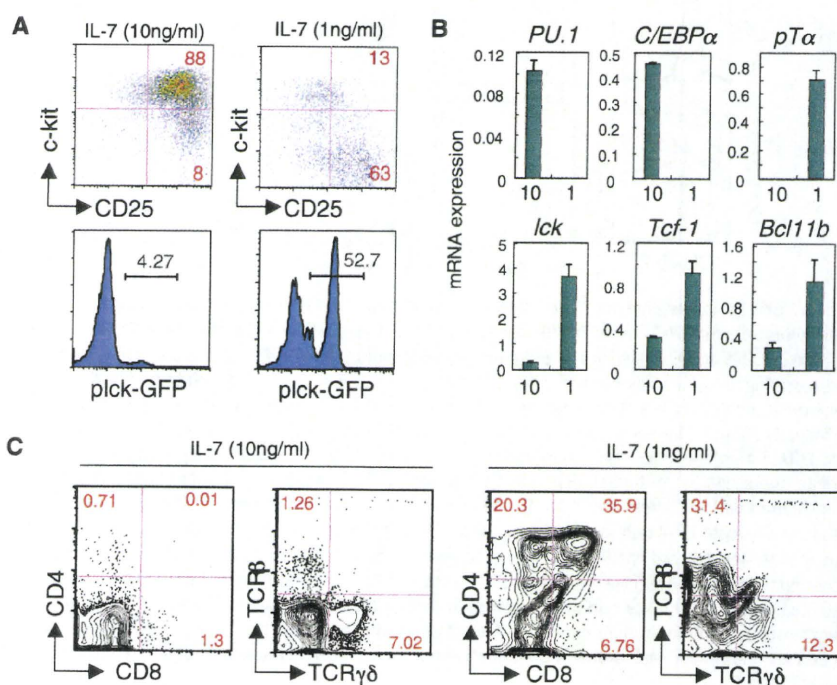 A
IL-7 (10ng/ml)
IL-7 (1ng/ml)
88
8
c-kit
CD25
13
63
c-kit
CD25
4.27
plck-GFP
52.7
plck-GFP
B
mRNA expression
PU.1
0.12
0.08
0.04
0
10 1
C/EBPα
0.5
0.4
0.3
0.2
0.1
0
10 1
pTα
0.8
0.6
0.4
0.2
0
10 1
lck
5
4
3
2
1
0
10 1
Tcf-1
1.2
0.8
0.4
0
10 1
Bcl11b
1.6
1.2
0.8
0.4
0
10 1
C
IL-7 (10ng/ml)
IL-7 (1ng/ml)
0.71 0.01
1.3
CD4
CD8
1.26
7.02
TCRβ
TCRγδ
20.3 35.9
6.76
CD4
CD8
31.4
12.3
TCRβ
TCRγδ